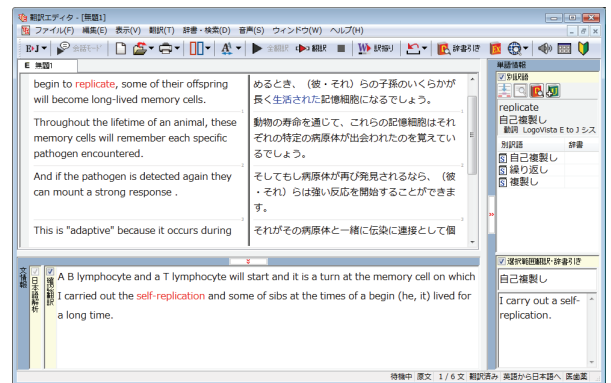 翻訳エディタ - [無題1]
ファイル(F) 編集(E) 表示(V) 翻訳(T) 辞書・検索(D) 音声(S) ウィンドウ(W) ヘルプ(H)
E▸J 会話モード 全翻訳 翻訳 訳振り 辞書引き
E 無題1
begin to replicate, some of their offspring
will become long-lived memory cells.
めるとき、（彼・それ）らの子孫のいくらかが
長く生活された記憶細胞になるでしょう。
1
1
Throughout the lifetime of an animal, these
memory cells will remember each specific
pathogen encountered.
動物の寿命を通じて、これらの記憶細胞はそれ
ぞれの特定の病原体が出会われたのを覚えてい
るでしょう。
And if the pathogen is detected again they
can mount a strong response .
そしてもし病原体が再び発見されるなら、（彼
・それ）らは強い反応を開始することができま
す。
This is "adaptive" because it occurs during
それがその病原体と一緒に伝染に連接して個
単語情報
別訳語
replicate
自己複製し
動詞 LogoVista E to J シス
別訳語 辞書
自己複製し
繰り返し
複製し
文情報
日本語解析
確認翻訳
A B lymphocyte and a T lymphocyte will start and it is a turn at the memory cell on which
I carried out the self-replication and some of sibs at the times of a begin (he, it) lived for
a long time.
選択範囲翻訳・辞書引き
自己複製し
I carry out a self-
replication.
待機中 原文 1/6文 翻訳済み 英語から日本語へ 医歯薬